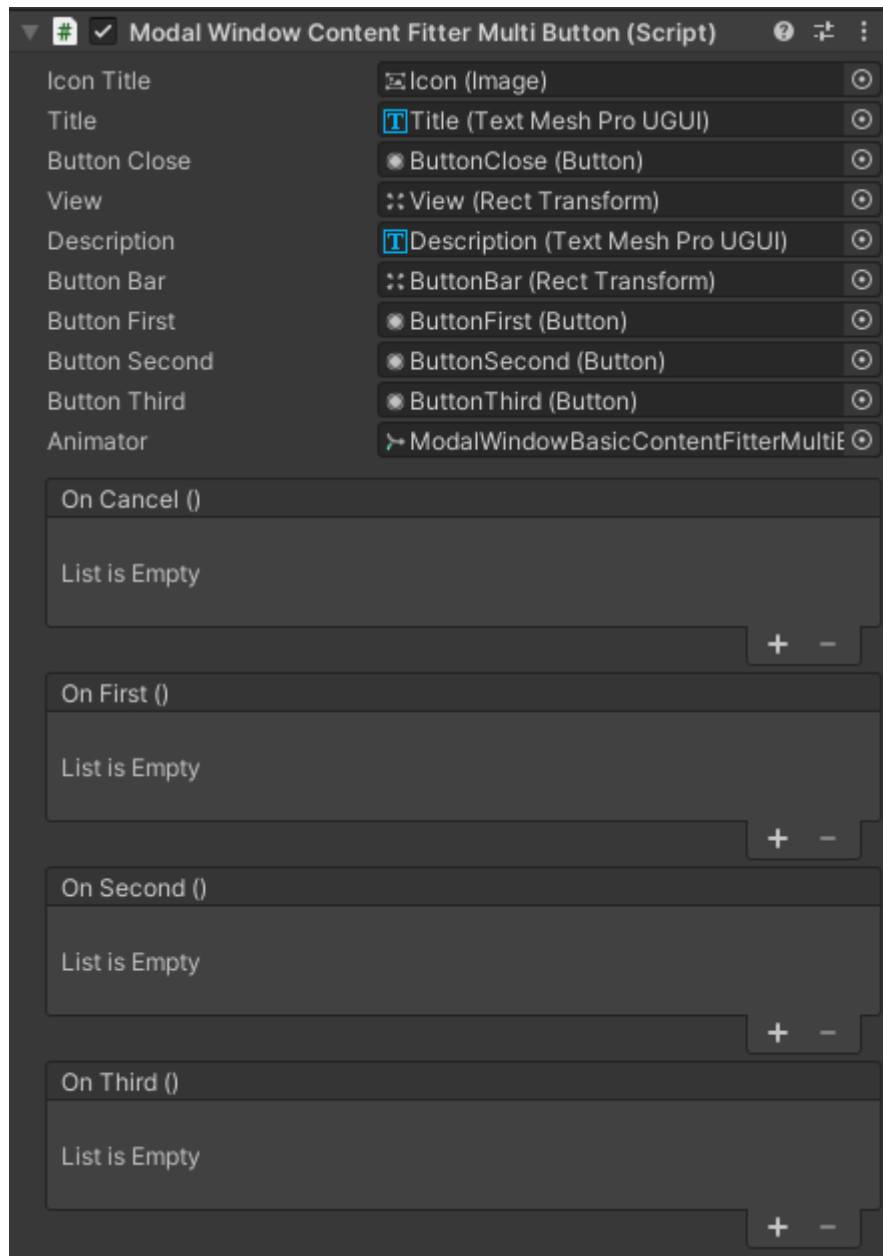 Modal Window Content Fitter Multi Button (Script)
Icon Title Icon (Image)
Title Title (Text Mesh Pro UGUI)
Button Close ButtonClose (Button)
View View (Rect Transform)
Description Description (Text Mesh Pro UGUI)
Button Bar ButtonBar (Rect Transform)
Button First ButtonFirst (Button)
Button Second ButtonSecond (Button)
Button Third ButtonThird (Button)
Animator ModalWindowBasicContentFitterMulti
On Cancel ()
List is Empty
+ −
On First ()
List is Empty
+ −
On Second ()
List is Empty
+ −
On Third ()
List is Empty
+ −